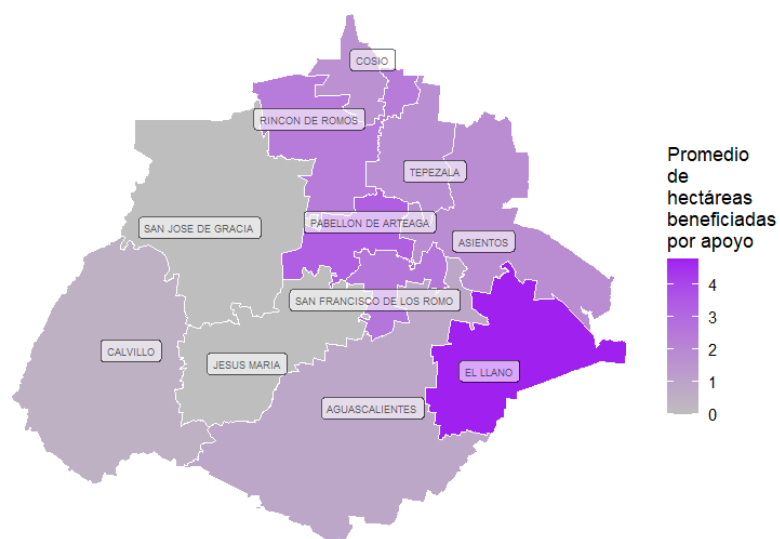 COSIO
RINCON DE ROMOS
TEPEZALA
SAN JOSE DE GRACIA
PABELLON DE ARTEAGA
ASIENTOS
SAN FRANCISCO DE LOS ROMO
CALVILLO
JESUS MARIA
EL LLANO
AGUASCALIENTES
Promedio
de
hectáreas
beneficiadas
por apoyo
4
3
2
1
0